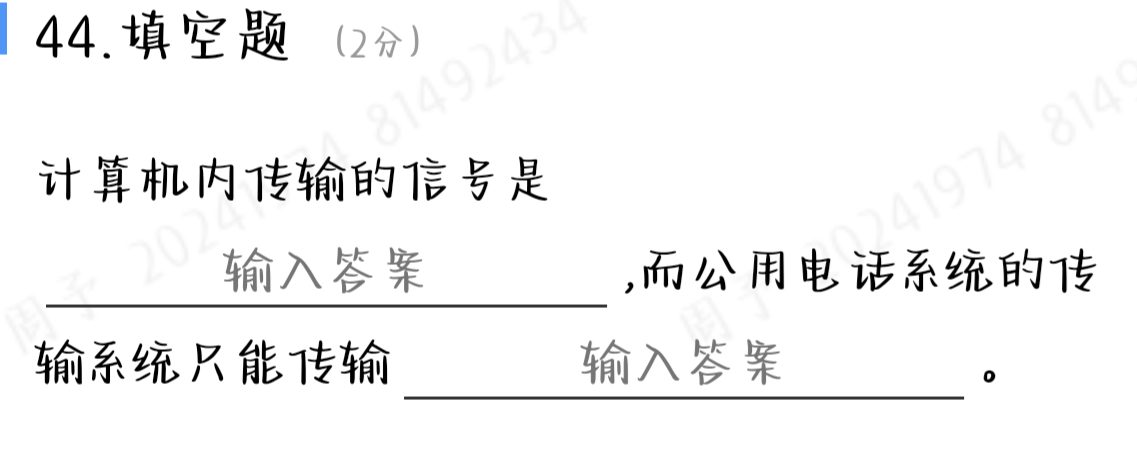 44.填空题 (2分)
计算机内传输的信号是
输入答案 ,而公用电话系统的传
输系统只能传输 输入答案 。